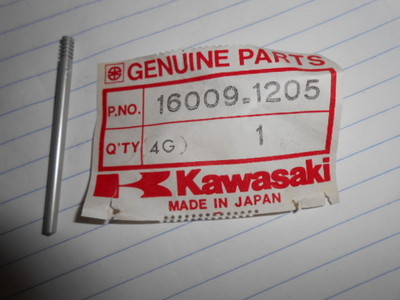 GENUINE PARTS
P.NO. 16009-1205
Q'TY (4G) 1
Kawasaki
MADE IN JAPAN